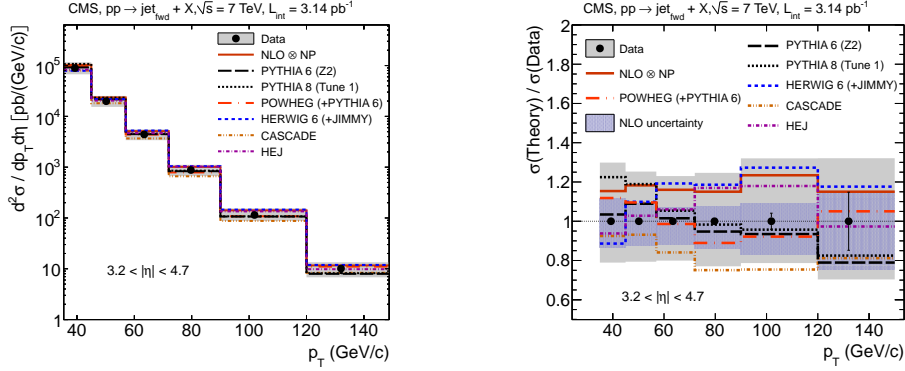 CMS, pp → jet_fwd + X, √s = 7 TeV, L_int = 3.14 pb⁻¹
d²σ / dp_T dη [pb/(GeV/c)]
Data
NLO ⊗ NP
PYTHIA 6 (Z2)
PYTHIA 8 (Tune 1)
POWHEG (+PYTHIA 6)
HERWIG 6 (+JIMMY)
CASCADE
HEJ
10⁵
10⁴
10³
10²
10
1
3.2 < |η| < 4.7
40 60 80 100 120 140
p_T (GeV/c)
CMS, pp → jet_fwd + X, √s = 7 TeV, L_int = 3.14 pb⁻¹
σ(Theory) / σ(Data)
Data
NLO ⊗ NP
POWHEG (+PYTHIA 6)
NLO uncertainty
PYTHIA 6 (Z2)
PYTHIA 8 (Tune 1)
HERWIG 6 (+JIMMY)
CASCADE
HEJ
2
1.8
1.6
1.4
1.2
1
0.8
0.6
3.2 < |η| < 4.7
40 60 80 100 120 140
p_T (GeV/c)